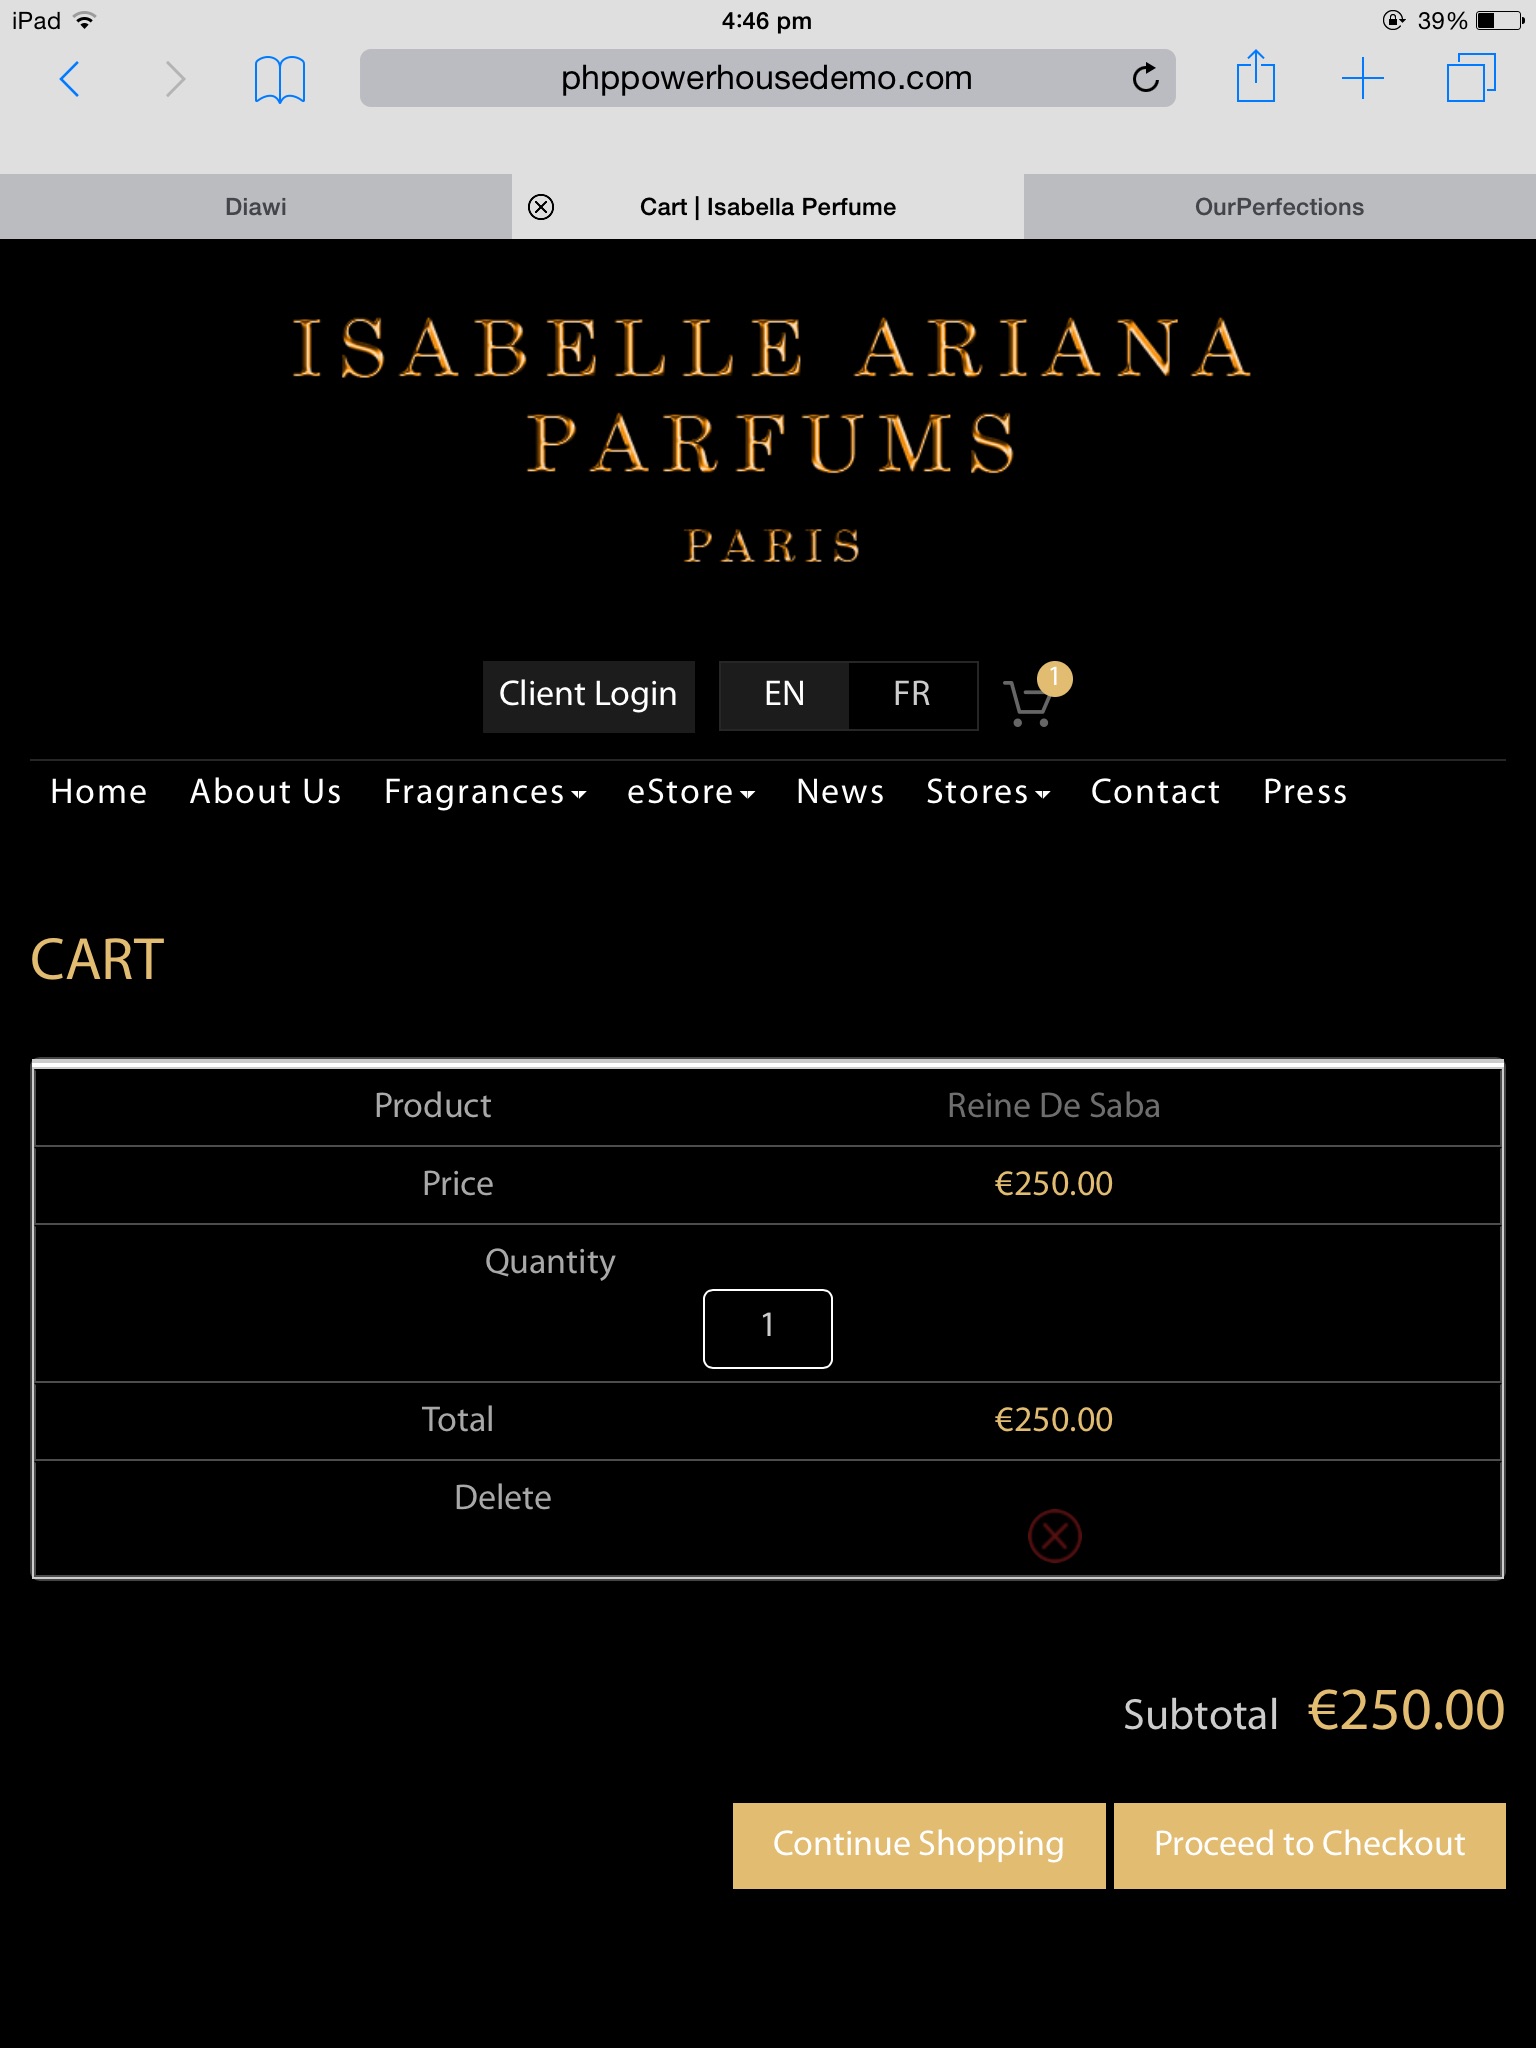 iPad 4:46 pm 39%
phppowerhousedemo.com
Diawi Cart | Isabella Perfume OurPerfections
ISABELLE ARIANA
PARFUMS
PARIS
Client Login EN FR 1
Home About Us Fragrances eStore News Stores Contact Press
CART
Product Reine De Saba
Price €250.00
Quantity
1
Total €250.00
Delete
Subtotal €250.00
Continue Shopping Proceed to Checkout